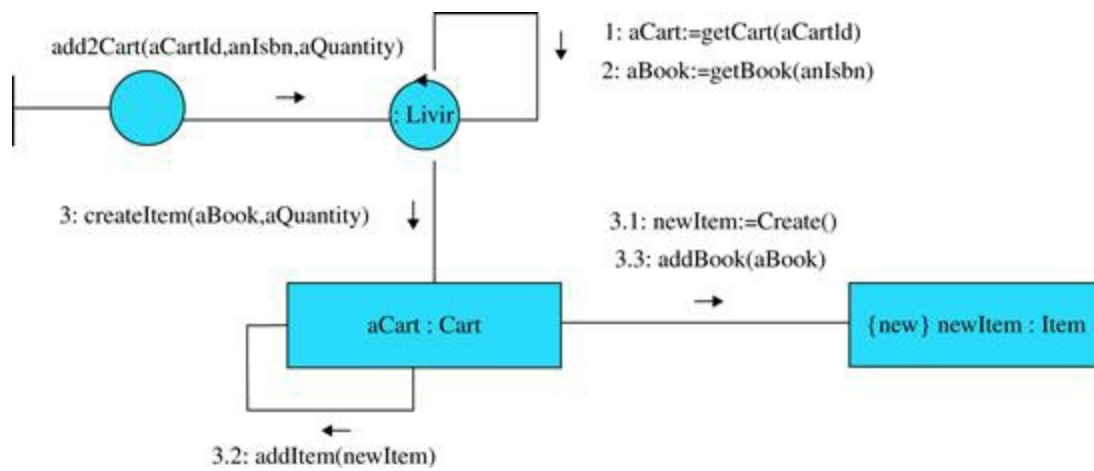 add2Cart(aCartId,anIsbn,aQuantity)
1: aCart:=getCart(aCartId)
2: aBook:=getBook(anIsbn)
: Livir
3: createItem(aBook,aQuantity)
3.1: newItem:=Create()
3.3: addBook(aBook)
aCart : Cart
{new} newItem : Item
3.2: addItem(newItem)